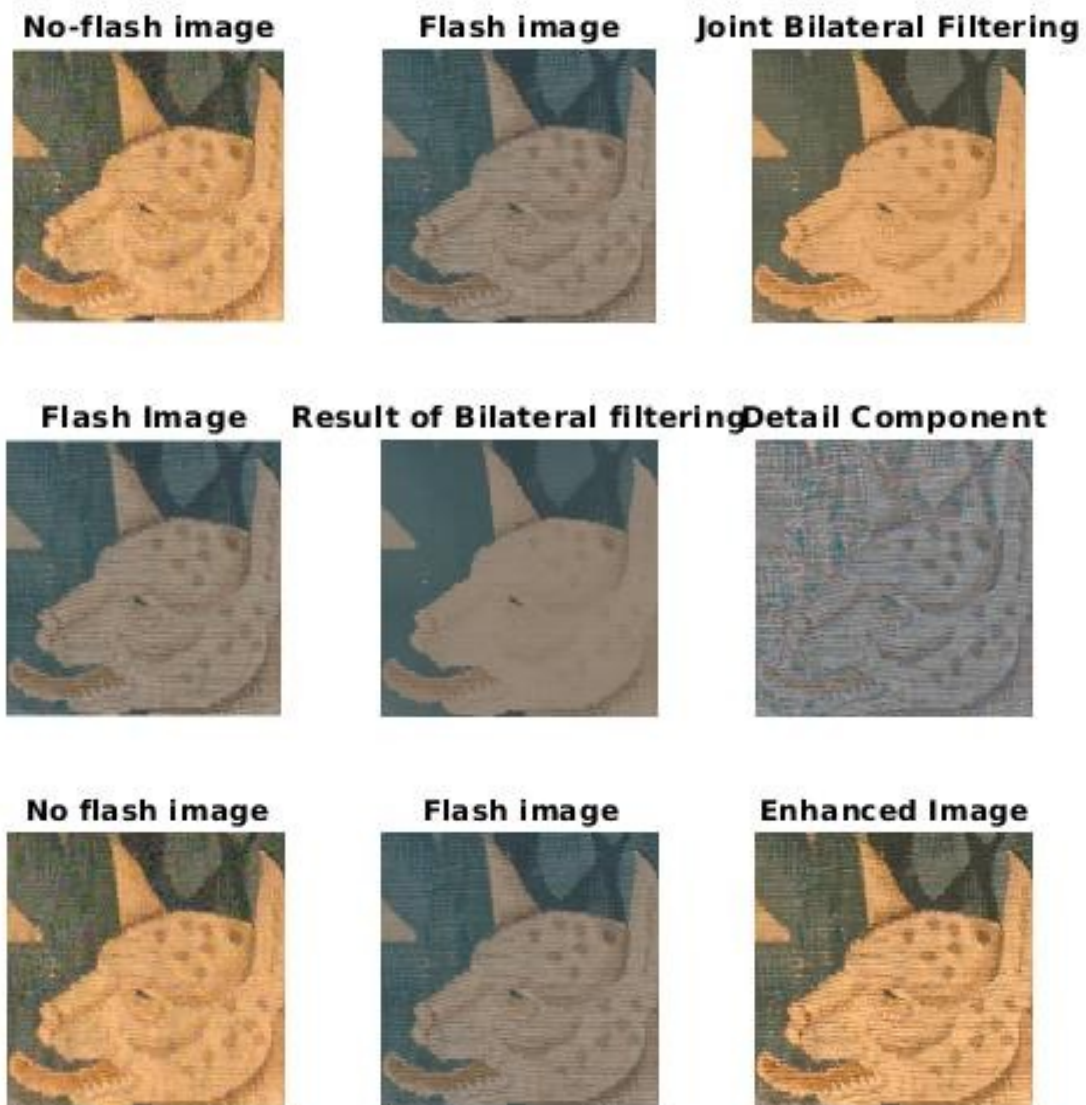 No-flash image
Flash image
Joint Bilateral Filtering
Flash Image
Result of Bilateral filtering
Detail Component
No flash image
Flash image
Enhanced Image